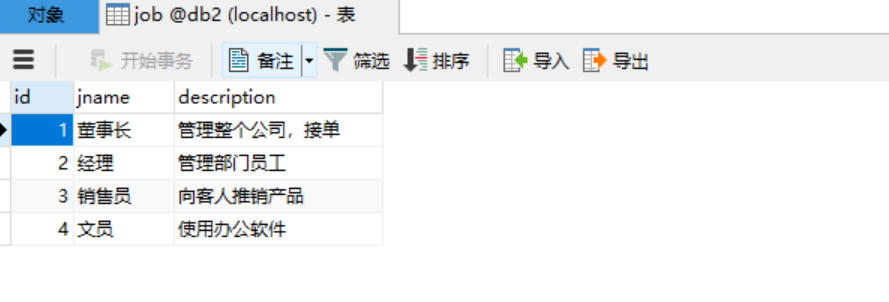 对象 job @db2 (localhost) - 表
开始事务 备注 筛选 排序 导入 导出
id jname description
1 董事长 管理整个公司，接单
2 经理 管理部门员工
3 销售员 向客人推销产品
4 文员 使用办公软件